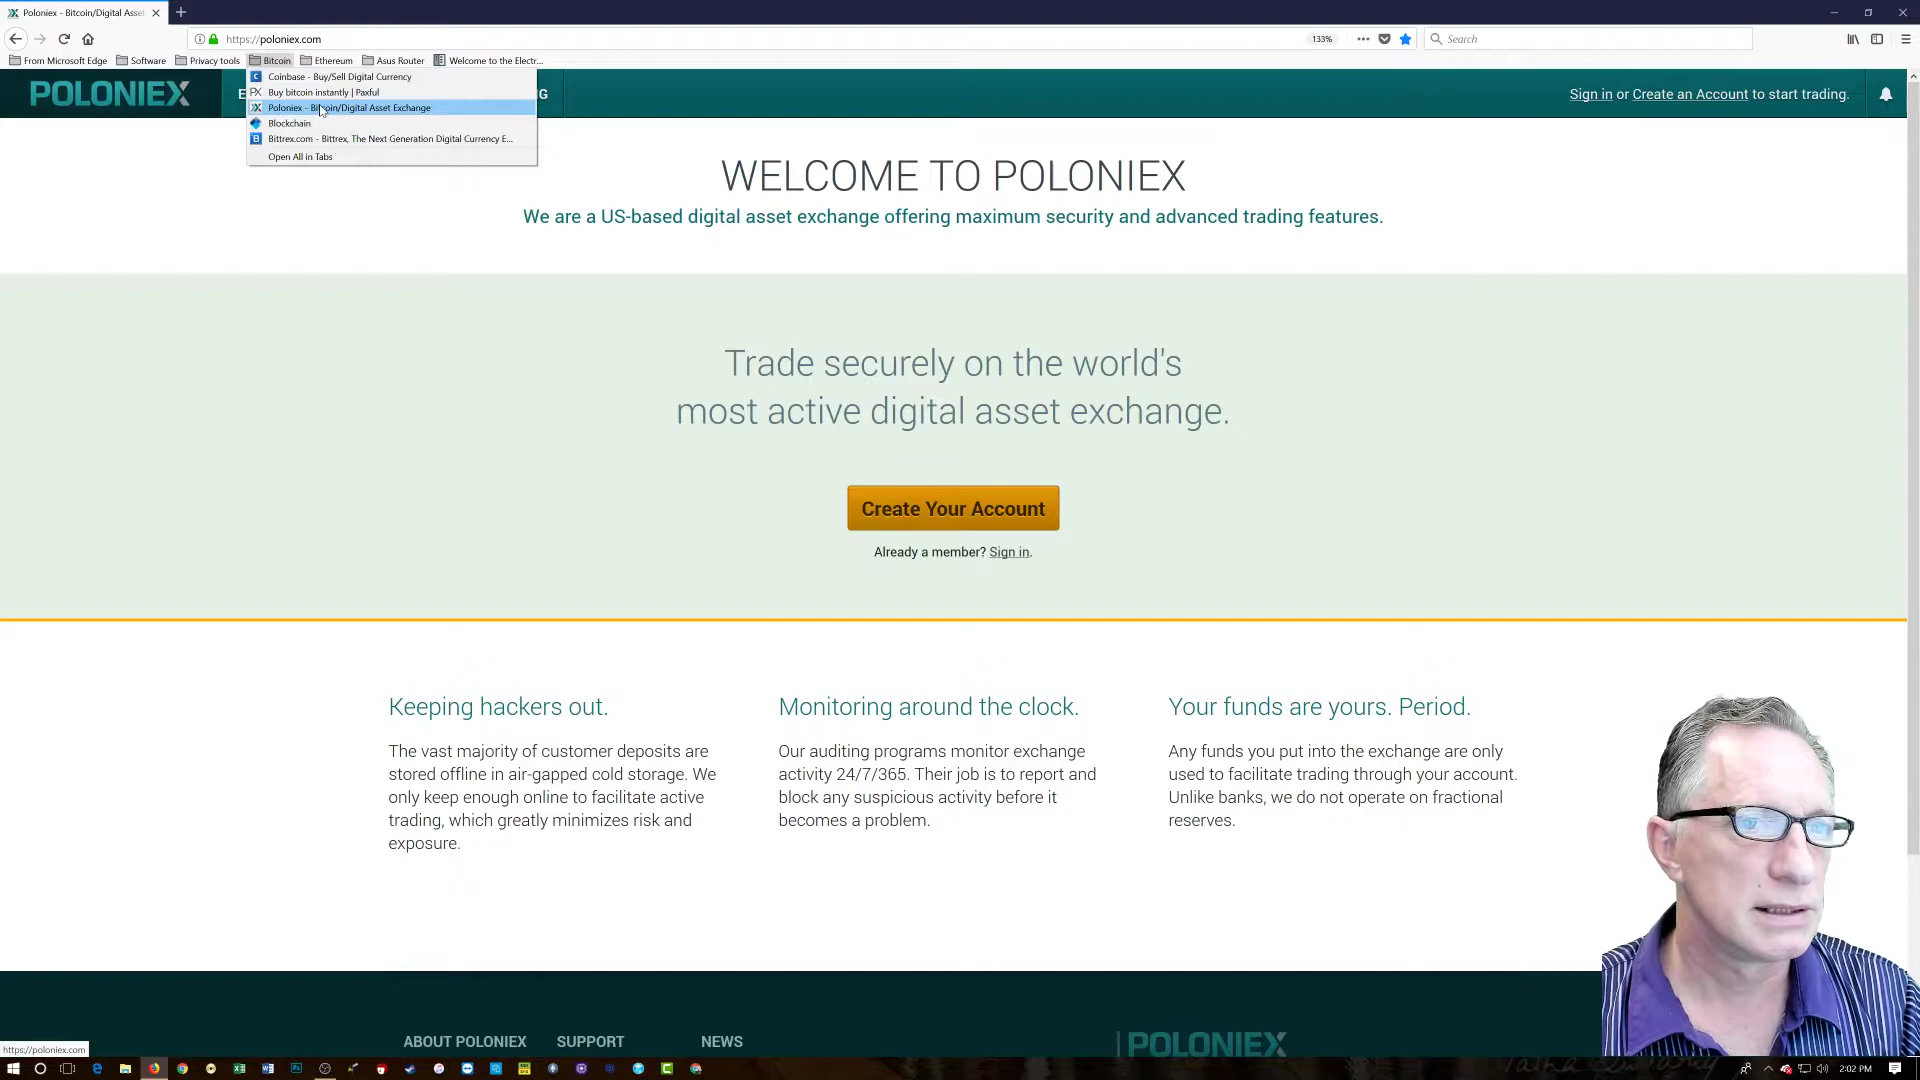 Poloniex - Bitcoin/Digital Asset
https://poloniex.com
133%
Search
From Microsoft Edge
Software
Privacy tools
Bitcoin
Ethereum
Asus Router
Welcome to the Electr...
Coinbase - Buy/Sell Digital Currency
Buy bitcoin instantly | Paxful
Poloniex - Bitcoin/Digital Asset Exchange
Blockchain
Bittrex.com - Bittrex, The Next Generation Digital Currency E...
Open All in Tabs
POLONIEX
E
G
Sign in or Create an Account to start trading.
WELCOME TO POLONIEX
We are a US-based digital asset exchange offering maximum security and advanced trading features.
Trade securely on the world's
most active digital asset exchange.
Create Your Account
Already a member? Sign in.
Keeping hackers out.
The vast majority of customer deposits are
stored offline in air-gapped cold storage. We
only keep enough online to facilitate active
trading, which greatly minimizes risk and
exposure.
Monitoring around the clock.
Our auditing programs monitor exchange
activity 24/7/365. Their job is to report and
block any suspicious activity before it
becomes a problem.
Your funds are yours. Period.
Any funds you put into the exchange are only
used to facilitate trading through your account.
Unlike banks, we do not operate on fractional
reserves.
ABOUT POLONIEX
SUPPORT
NEWS
POLONIEX
https://poloniex.com
2:02 PM